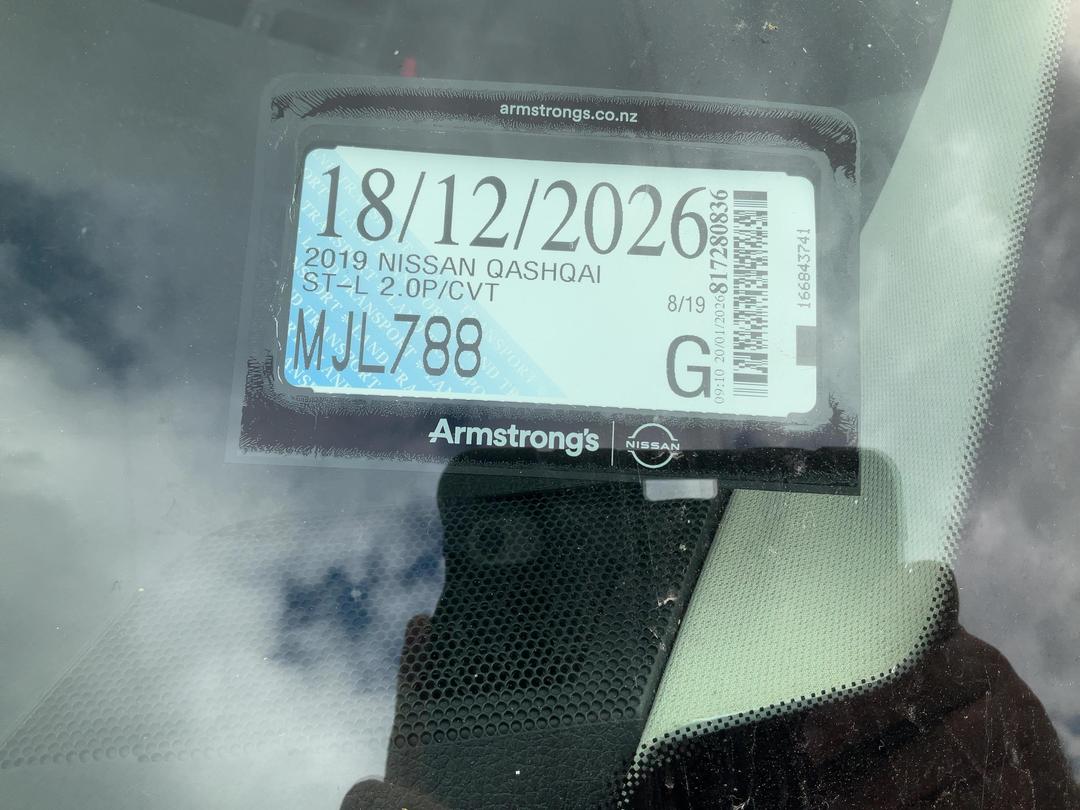 armstrongs.co.nz
18/12/2026
2019 NISSAN QASHQAI
ST-L 2.0P/CVT
8/19
MJL788
G
09:10 20/01/2026
817280836
166843741
Armstrong's
NISSAN